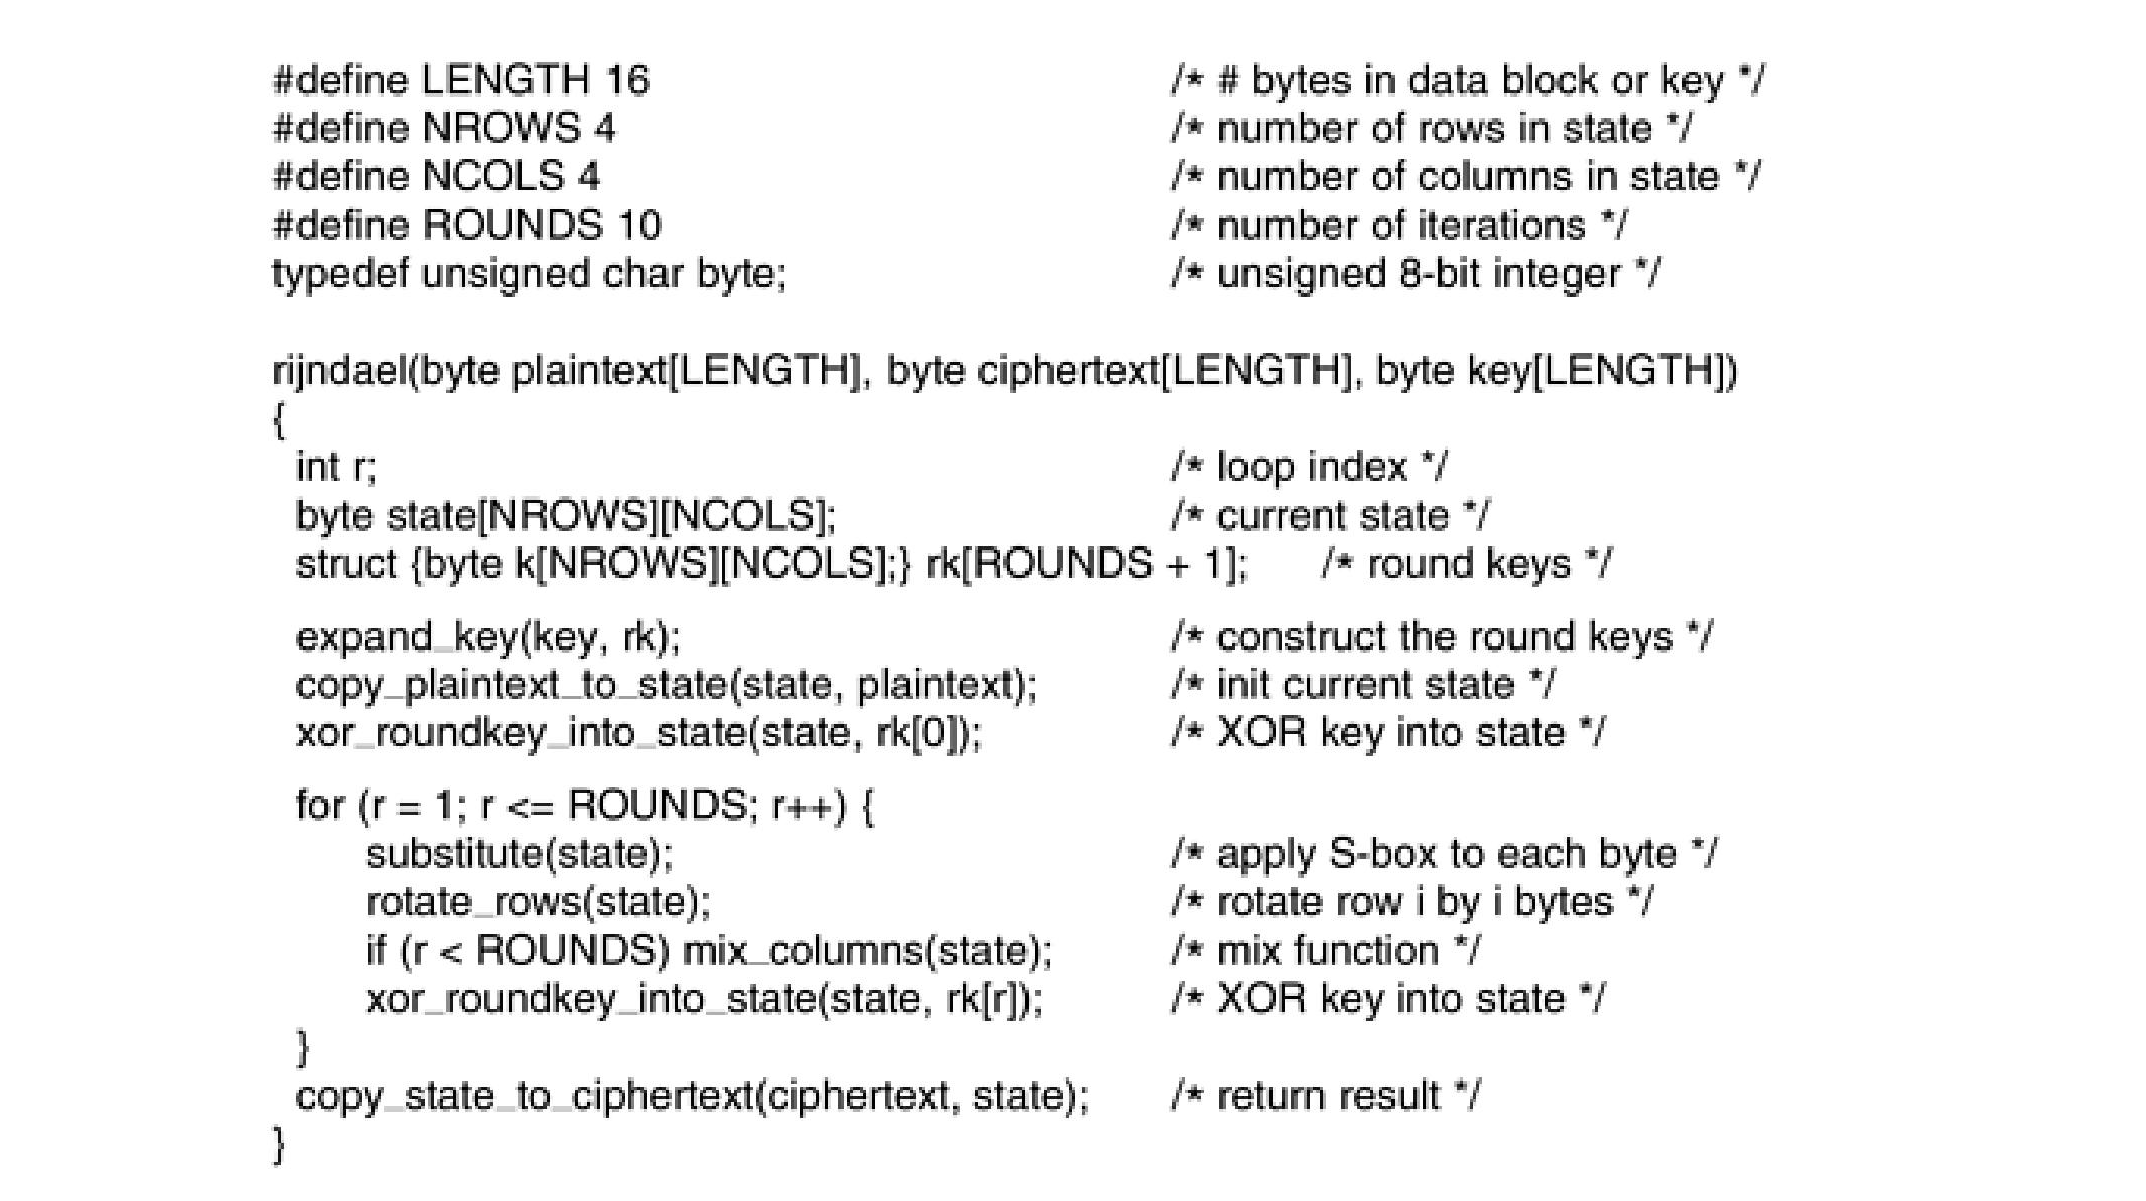 #define LENGTH 16 /* # bytes in data block or key */
#define NROWS 4 /* number of rows in state */
#define NCOLS 4 /* number of columns in state */
#define ROUNDS 10 /* number of iterations */
typedef unsigned char byte; /* unsigned 8-bit integer */
rijndael(byte plaintext[LENGTH], byte ciphertext[LENGTH], byte key[LENGTH])
{
int r; /* loop index */
byte state[NROWS][NCOLS]; /* current state */
struct {byte k[NROWS][NCOLS];} rk[ROUNDS + 1]; /* round keys */
expand_key(key, rk); /* construct the round keys */
copy_plaintext_to_state(state, plaintext); /* init current state */
xor_roundkey_into_state(state, rk[0]); /* XOR key into state */
for (r = 1; r <= ROUNDS; r++) {
substitute(state); /* apply S-box to each byte */
rotate_rows(state); /* rotate row i by i bytes */
if (r < ROUNDS) mix_columns(state); /* mix function */
xor_roundkey_into_state(state, rk[r]); /* XOR key into state */
}
copy_state_to_ciphertext(ciphertext, state); /* return result */
}